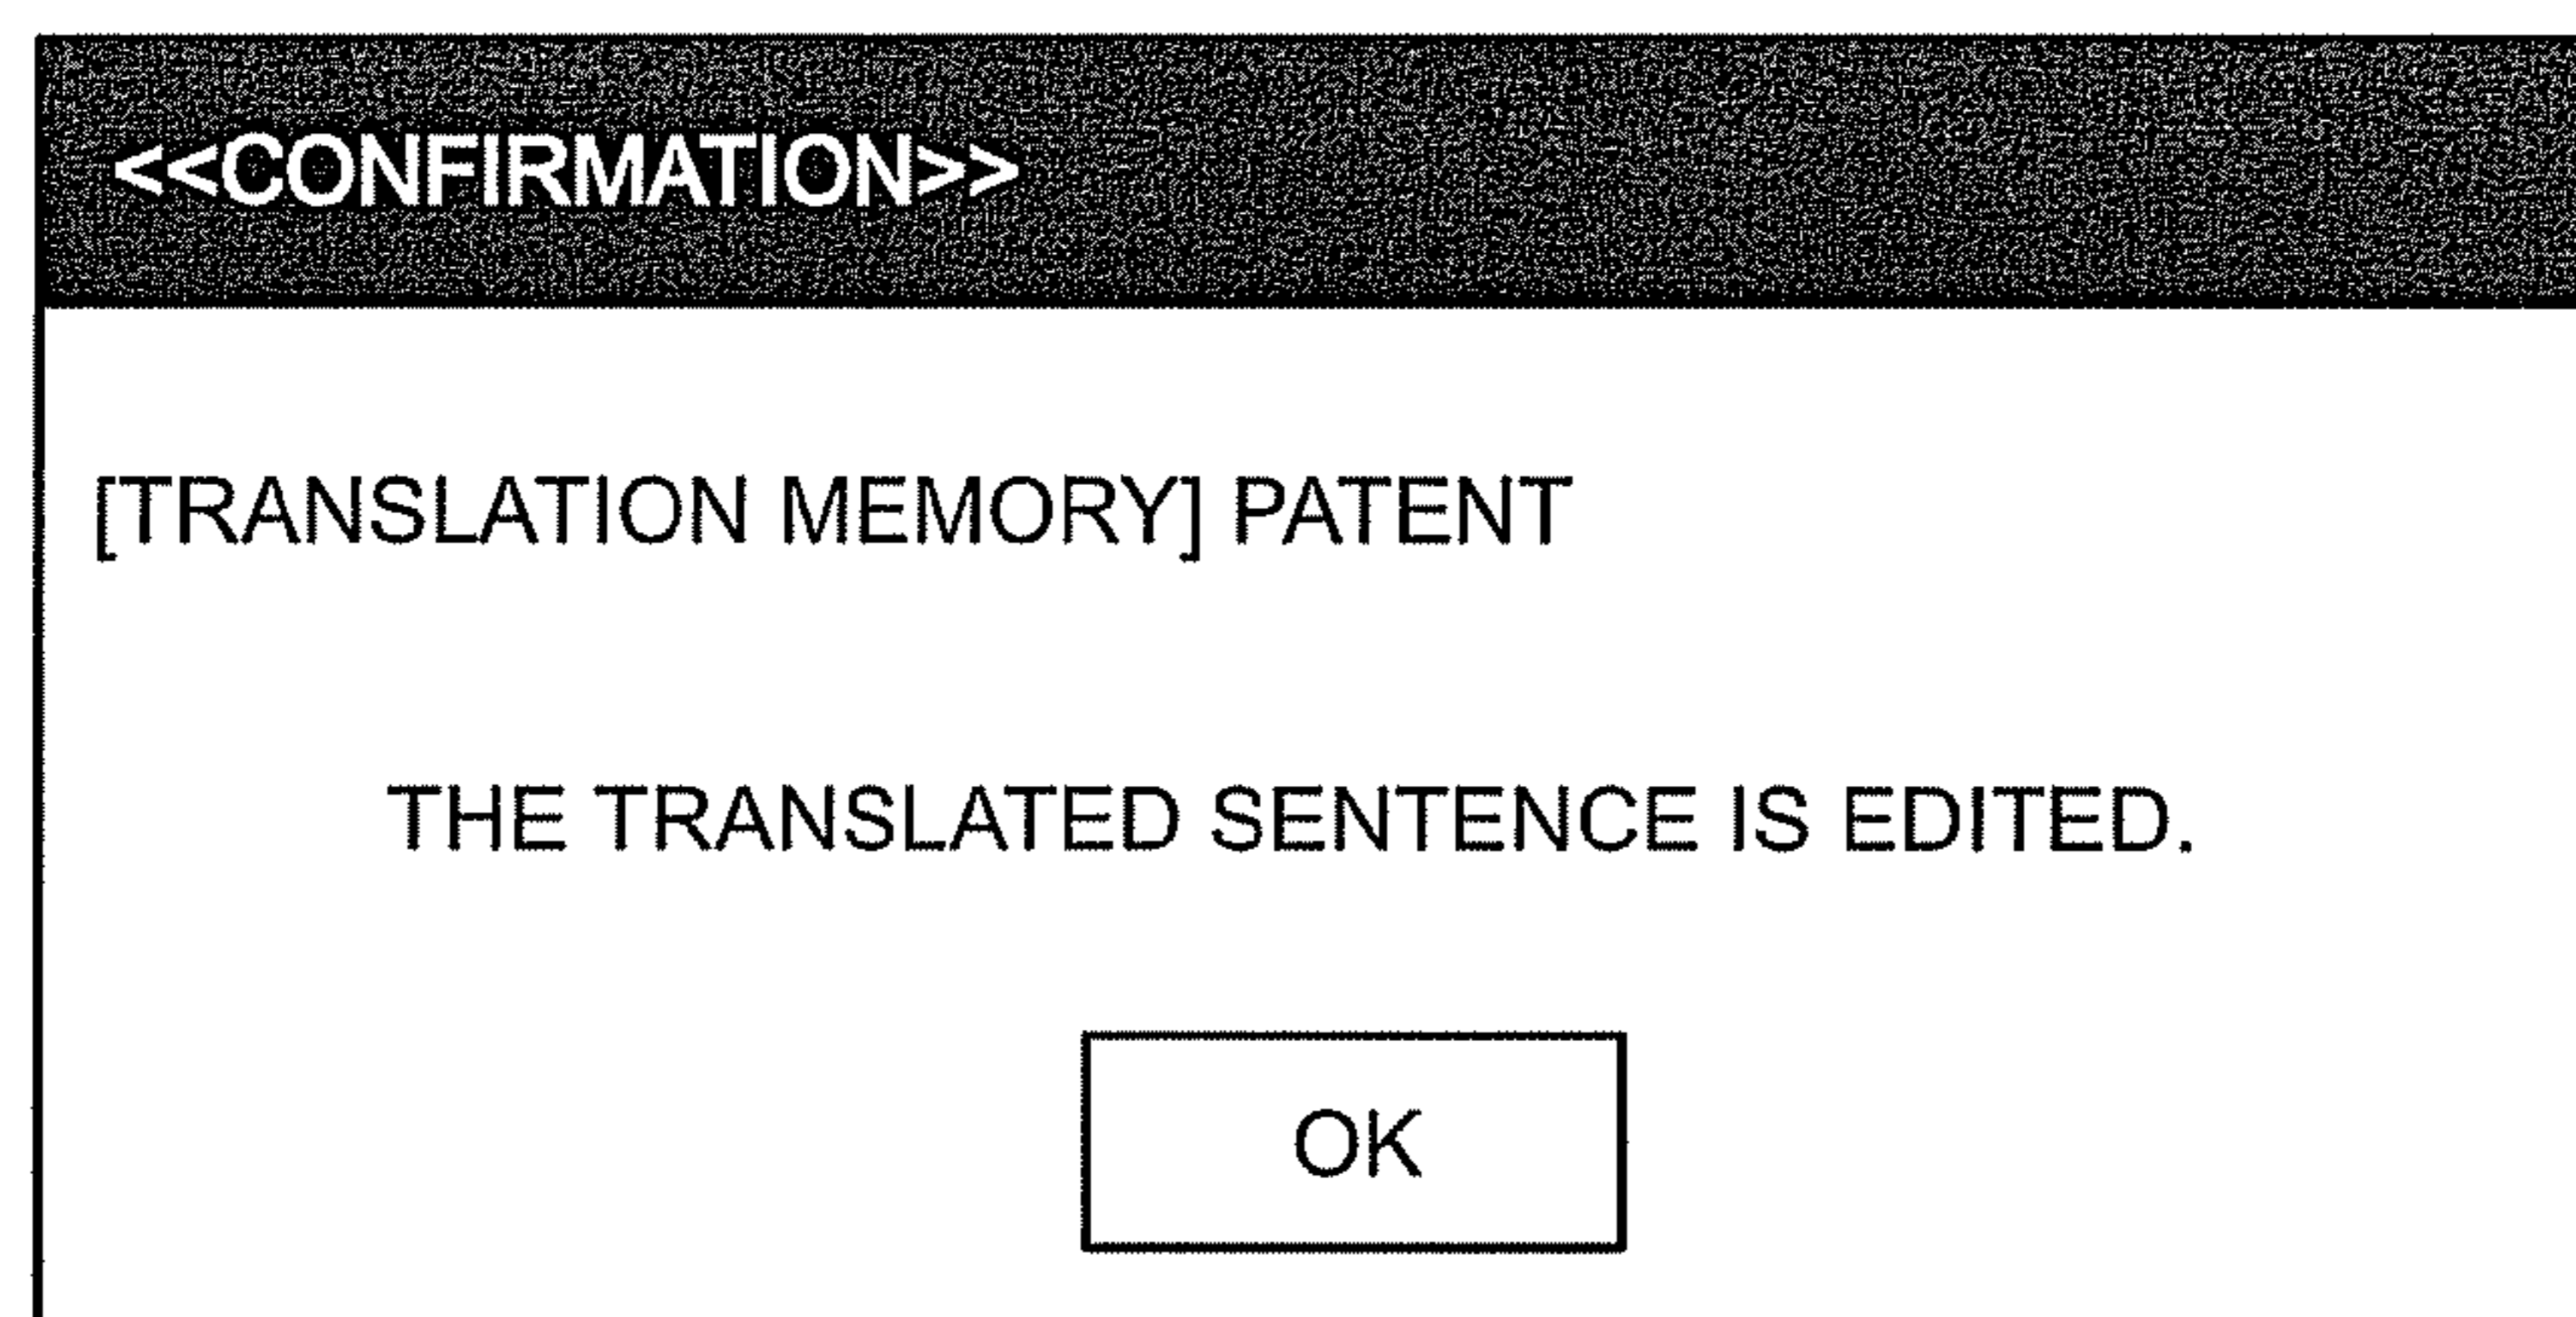 <<CONFIRMATION>>
[TRANSLATION MEMORY] PATENT
THE TRANSLATED SENTENCE IS EDITED.
OK